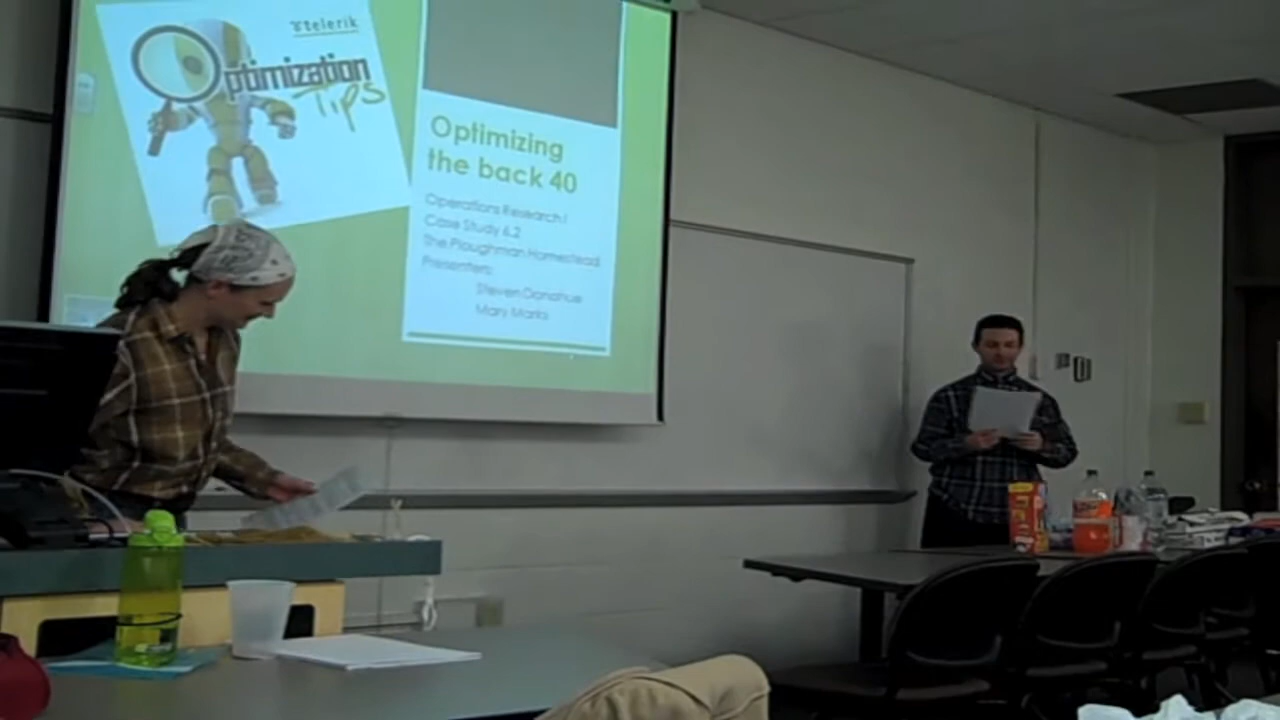 telerik
Optimization
TIPS
Optimizing
the back 40
Operations Research I
Case Study 6.2
The Ploughman Homestead
Presenters:
Steven Donahue
Mary Marks